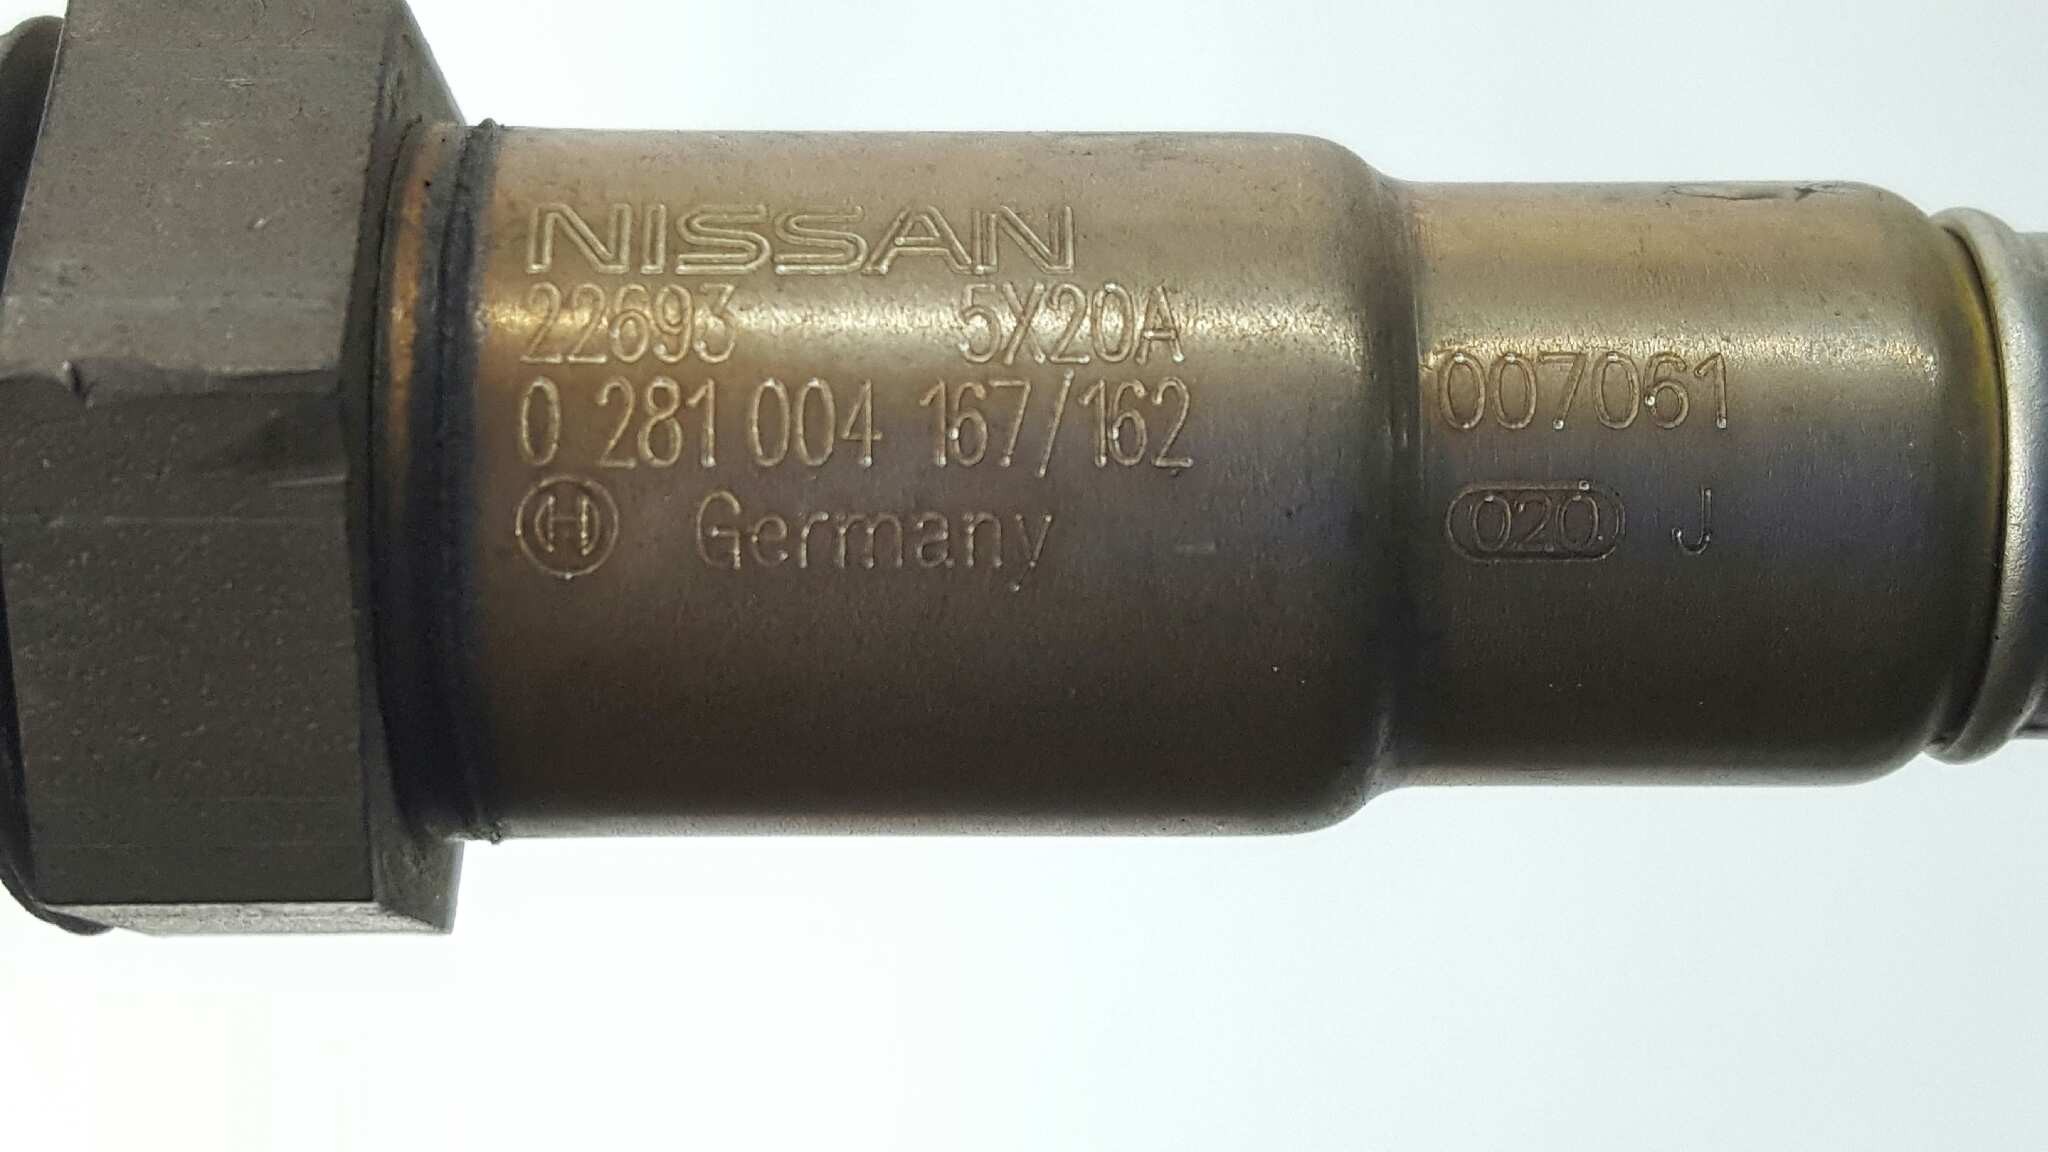 NISSAN
22693 5X20A
0 281 004 167/162
Germany
007061
020 J